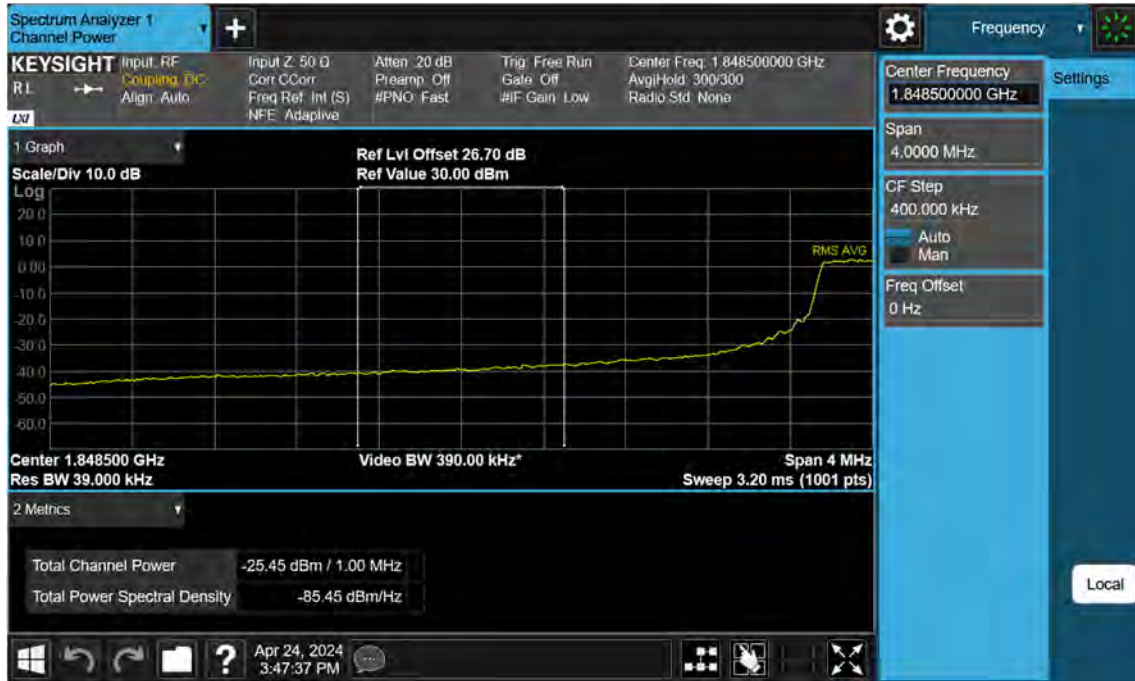 Spectrum Analyzer 1
Channel Power
+
Frequency
KEYSIGHT
RL
LXI
Input: RF
Coupling: DC
Align: Auto
Input Z: 50 Ω
Corr CCorr
Freq Ref: Int (S)
NFE: Adaptive
Atten: 20 dB
Preamp: Off
#PNO: Fast
Trig: Free Run
Gate: Off
#IF Gain: Low
Center Freq: 1.848500000 GHz
Avg|Hold: 300/300
Radio Std: None
Center Frequency
1.848500000 GHz
Settings
Span
4.0000 MHz
CF Step
400.000 kHz
Auto
Man
Freq Offset
0 Hz
1 Graph
Scale/Div 10.0 dB
Ref Lvl Offset 26.70 dB
Ref Value 30.00 dBm
Log
20.0
10.0
0.00
-10.0
-20.0
-30.0
-40.0
-50.0
-60.0
RMS AVG
Center 1.848500 GHz
Video BW 390.00 kHz*
Span 4 MHz
Res BW 39.000 kHz
Sweep 3.20 ms (1001 pts)
2 Metrics
Total Channel Power
-25.45 dBm / 1.00 MHz
Total Power Spectral Density
-85.45 dBm/Hz
Local
?
Apr 24, 2024
3:47:37 PM